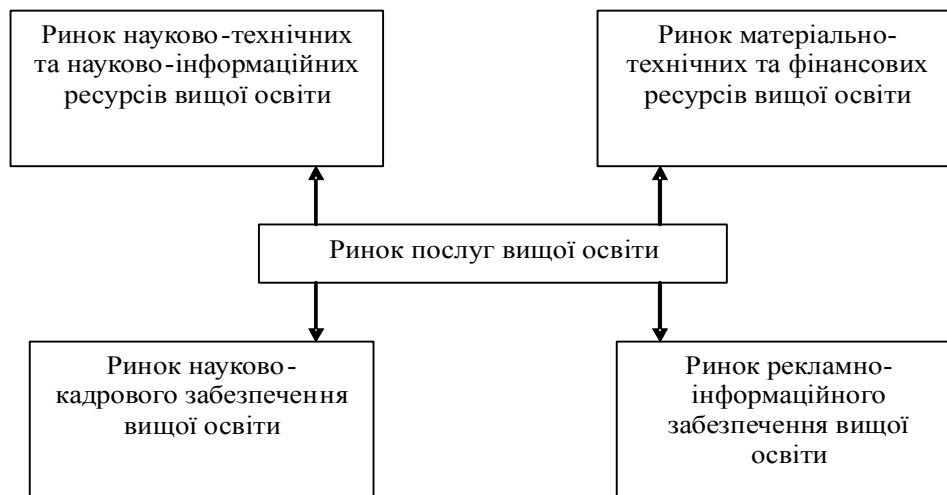 Ринок науково-технічних
та науково-інформаційних
ресурсів вищої освіти
Ринок матеріально-
технічних та фінансових
ресурсів вищої освіти
Ринок послуг вищої освіти
Ринок науково-
кадрового забезпечення
вищої освіти
Ринок рекламно-
інформаційного
забезпечення вищої
освіти